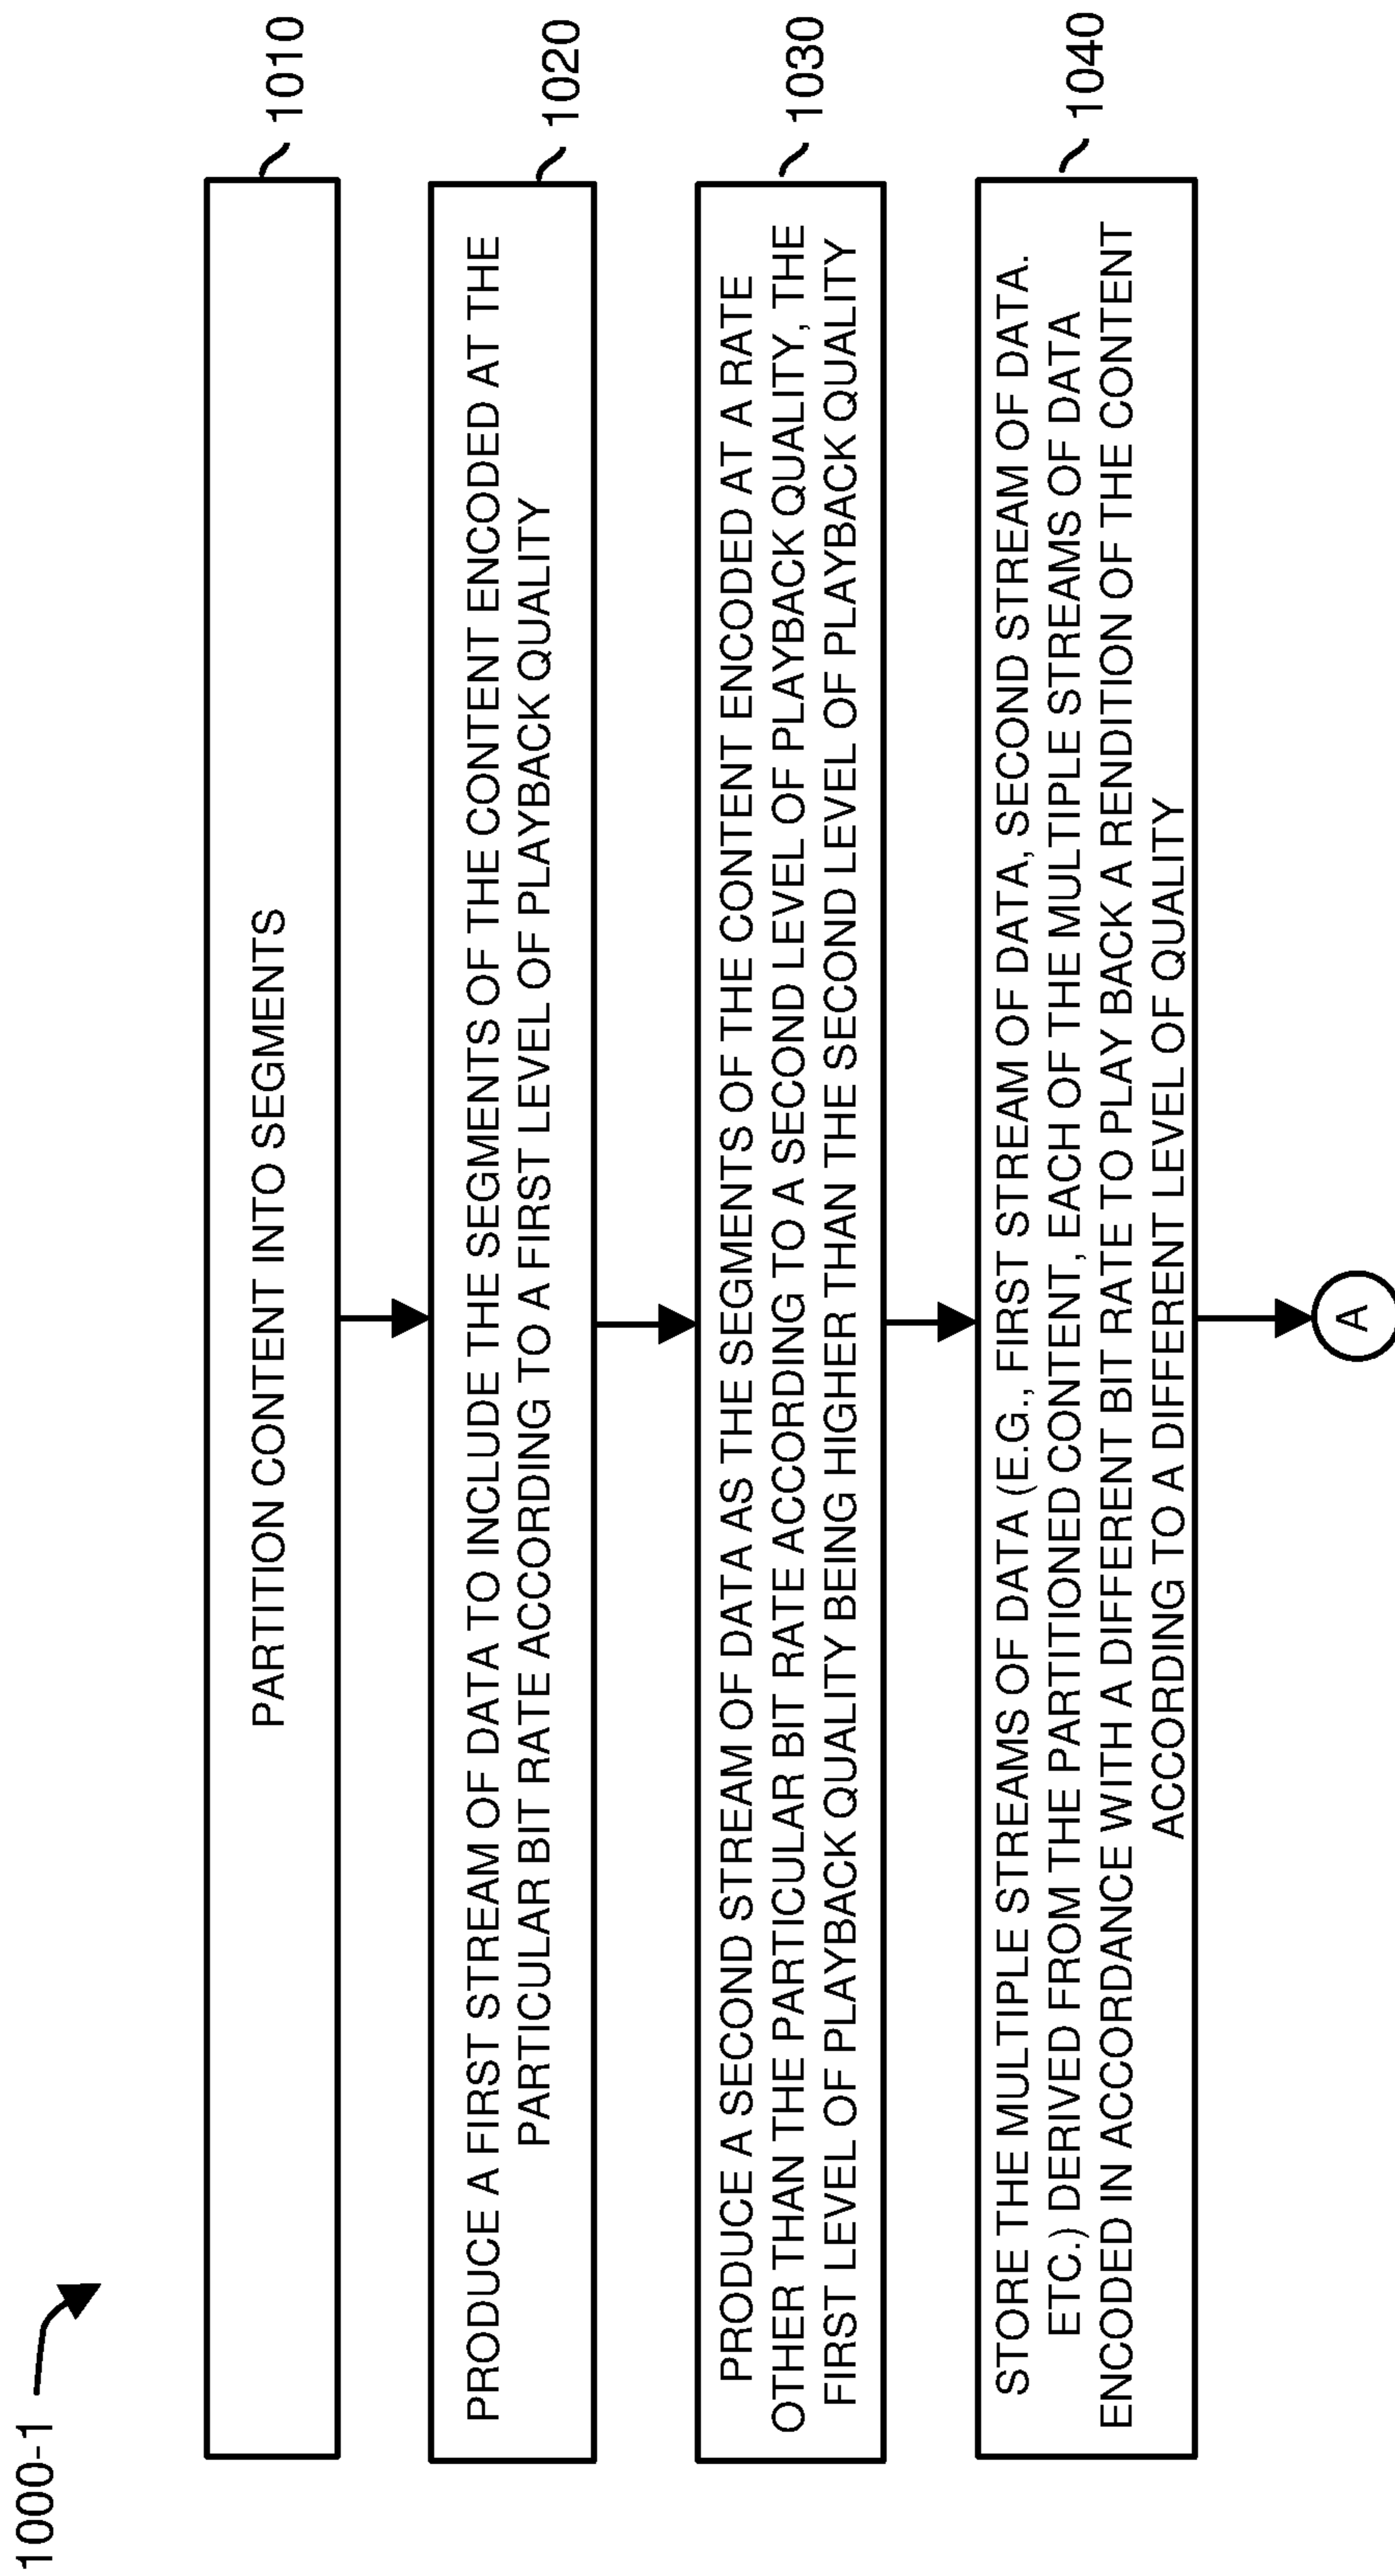 1000-1
PARTITION CONTENT INTO SEGMENTS
1010
PRODUCE A FIRST STREAM OF DATA TO INCLUDE THE SEGMENTS OF THE CONTENT ENCODED AT THE
PARTICULAR BIT RATE ACCORDING TO A FIRST LEVEL OF PLAYBACK QUALITY
1020
PRODUCE A SECOND STREAM OF DATA AS THE SEGMENTS OF THE CONTENT ENCODED AT A RATE
OTHER THAN THE PARTICULAR BIT RATE ACCORDING TO A SECOND LEVEL OF PLAYBACK QUALITY, THE
FIRST LEVEL OF PLAYBACK QUALITY BEING HIGHER THAN THE SECOND LEVEL OF PLAYBACK QUALITY
1030
STORE THE MULTIPLE STREAMS OF DATA (E.G., FIRST STREAM OF DATA, SECOND STREAM OF DATA.
ETC.) DERIVED FROM THE PARTITIONED CONTENT, EACH OF THE MULTIPLE STREAMS OF DATA
ENCODED IN ACCORDANCE WITH A DIFFERENT BIT RATE TO PLAY BACK A RENDITION OF THE CONTENT
ACCORDING TO A DIFFERENT LEVEL OF QUALITY
1040
A